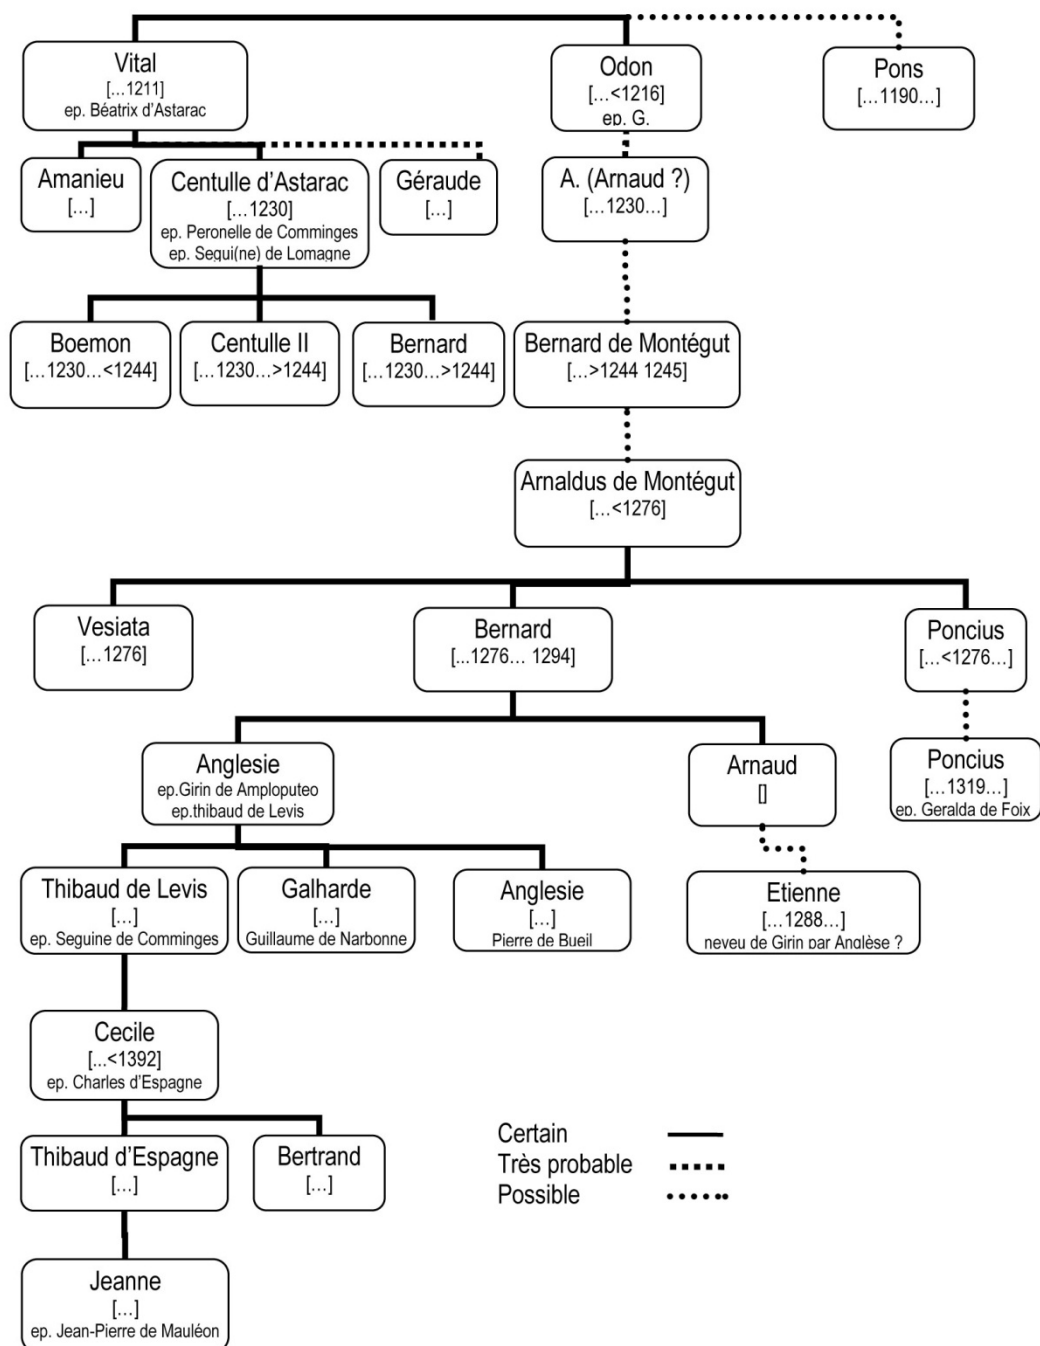 Vital
[…1211]
ep. Béatrix d'Astarac
Odon
[…<1216]
ep. G.
Pons
[…1190…]
Amanieu
[…]
Centulle d'Astarac
[…1230]
ep. Peronelle de Comminges
ep. Segui(ne) de Lomagne
Géraude
[…]
A. (Arnaud ?)
[…1230…]
Boemon
[…1230…<1244]
Centulle II
[…1230…>1244]
Bernard
[…1230…>1244]
Bernard de Montégut
[…>1244 1245]
Arnaldus de Montégut
[…<1276]
Vesiata
[…1276]
Bernard
[...1276… 1294]
Poncius
[…<1276…]
Anglesie
ep.Girin de Amploputeo
ep.thibaud de Levis
Arnaud
[]
Poncius
[…1319…]
ep. Geralda de Foix
Thibaud de Levis
[…]
ep. Seguine de Comminges
Galharde
[…]
Guillaume de Narbonne
Anglesie
[…]
Pierre de Bueil
Etienne
[…1288…]
neveu de Girin par Anglèse ?
Cecile
[...<1392]
ep. Charles d'Espagne
Thibaud d'Espagne
[…]
Bertrand
[…]
Jeanne
[…]
ep. Jean-Pierre de Mauléon
Certain
Très probable
Possible